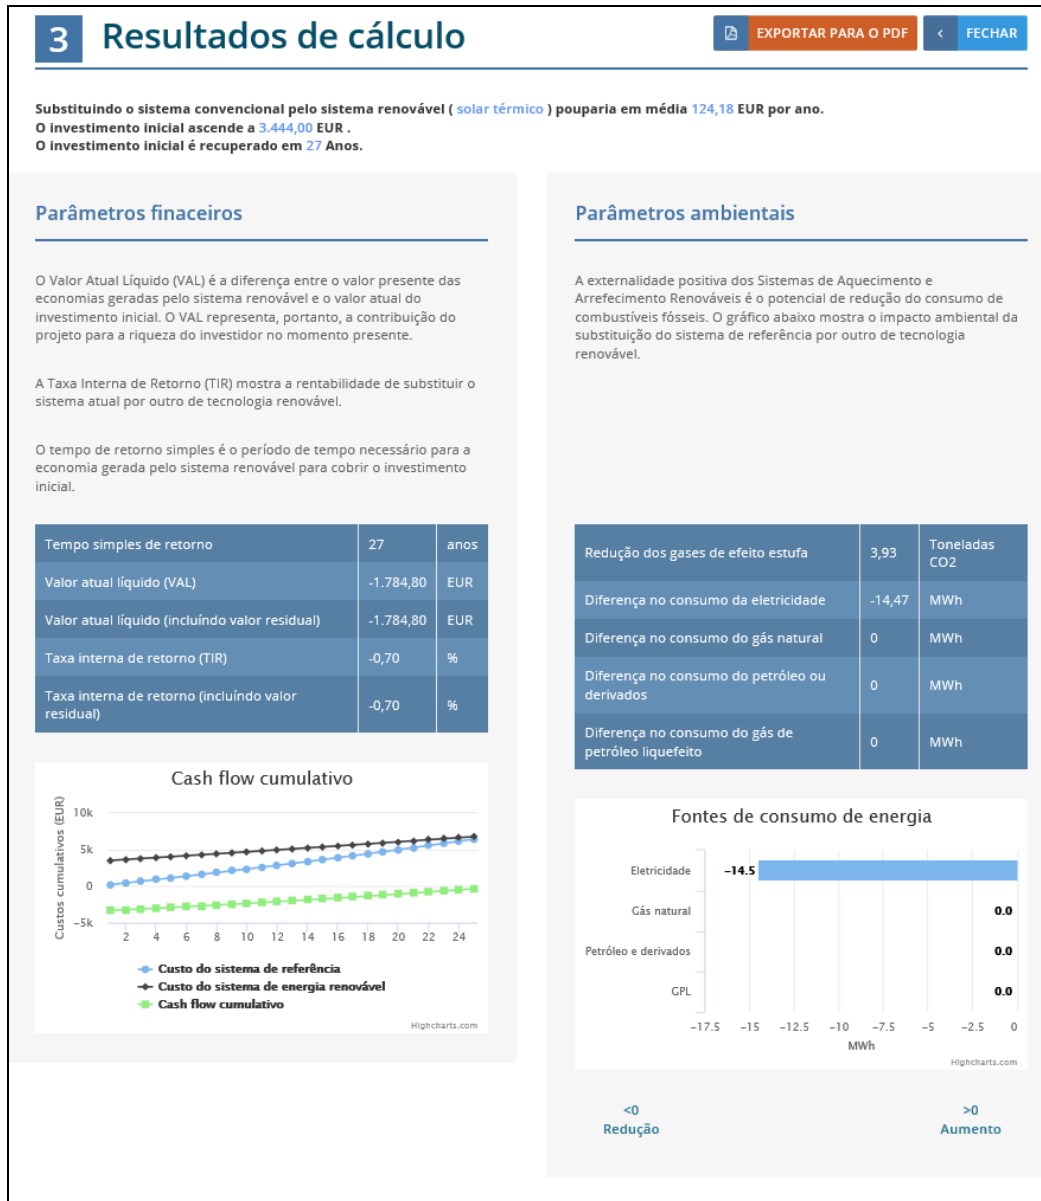 3 Resultados de cálculo
EXPORTAR PARA O PDF
‹ FECHAR
Substituindo o sistema convencional pelo sistema renovável ( solar térmico ) pouparia em média 124,18 EUR por ano.
O investimento inicial ascende a 3.444,00 EUR .
O investimento inicial é recuperado em 27 Anos.
Parâmetros finaceiros
O Valor Atual Líquido (VAL) é a diferença entre o valor presente das
economias geradas pelo sistema renovável e o valor atual do
investimento inicial. O VAL representa, portanto, a contribuição do
projeto para a riqueza do investidor no momento presente.
A Taxa Interna de Retorno (TIR) mostra a rentabilidade de substituir o
sistema atual por outro de tecnologia renovável.
O tempo de retorno simples é o período de tempo necessário para a
economia gerada pelo sistema renovável para cobrir o investimento
inicial.
Tempo simples de retorno 27 anos
Valor atual líquido (VAL) -1.784,80 EUR
Valor atual líquido (incluíndo valor residual) -1.784,80 EUR
Taxa interna de retorno (TIR) -0,70 %
Taxa interna de retorno (incluíndo valor
residual) -0,70 %
Cash flow cumulativo
Custos cumulativos (EUR)
10k
5k
0
−5k
2 4 6 8 10 12 14 16 18 20 22 24
Custo do sistema de referência
Custo do sistema de energia renovável
Cash flow cumulativo
Highcharts.com
Parâmetros ambientais
A externalidade positiva dos Sistemas de Aquecimento e
Arrefecimento Renováveis é o potencial de redução do consumo de
combustíveis fósseis. O gráfico abaixo mostra o impacto ambiental da
substituição do sistema de referência por outro de tecnologia
renovável.
Redução dos gases de efeito estufa 3,93 Toneladas
CO2
Diferença no consumo da eletricidade -14,47 MWh
Diferença no consumo do gás natural 0 MWh
Diferença no consumo do petróleo ou
derivados 0 MWh
Diferença no consumo do gás de
petróleo liquefeito 0 MWh
Fontes de consumo de energia
Eletricidade −14.5
Gás natural 0.0
Petróleo e derivados 0.0
GPL 0.0
−17.5 −15 −12.5 −10 −7.5 −5 −2.5 0
MWh
Highcharts.com
<0 >0
Redução Aumento